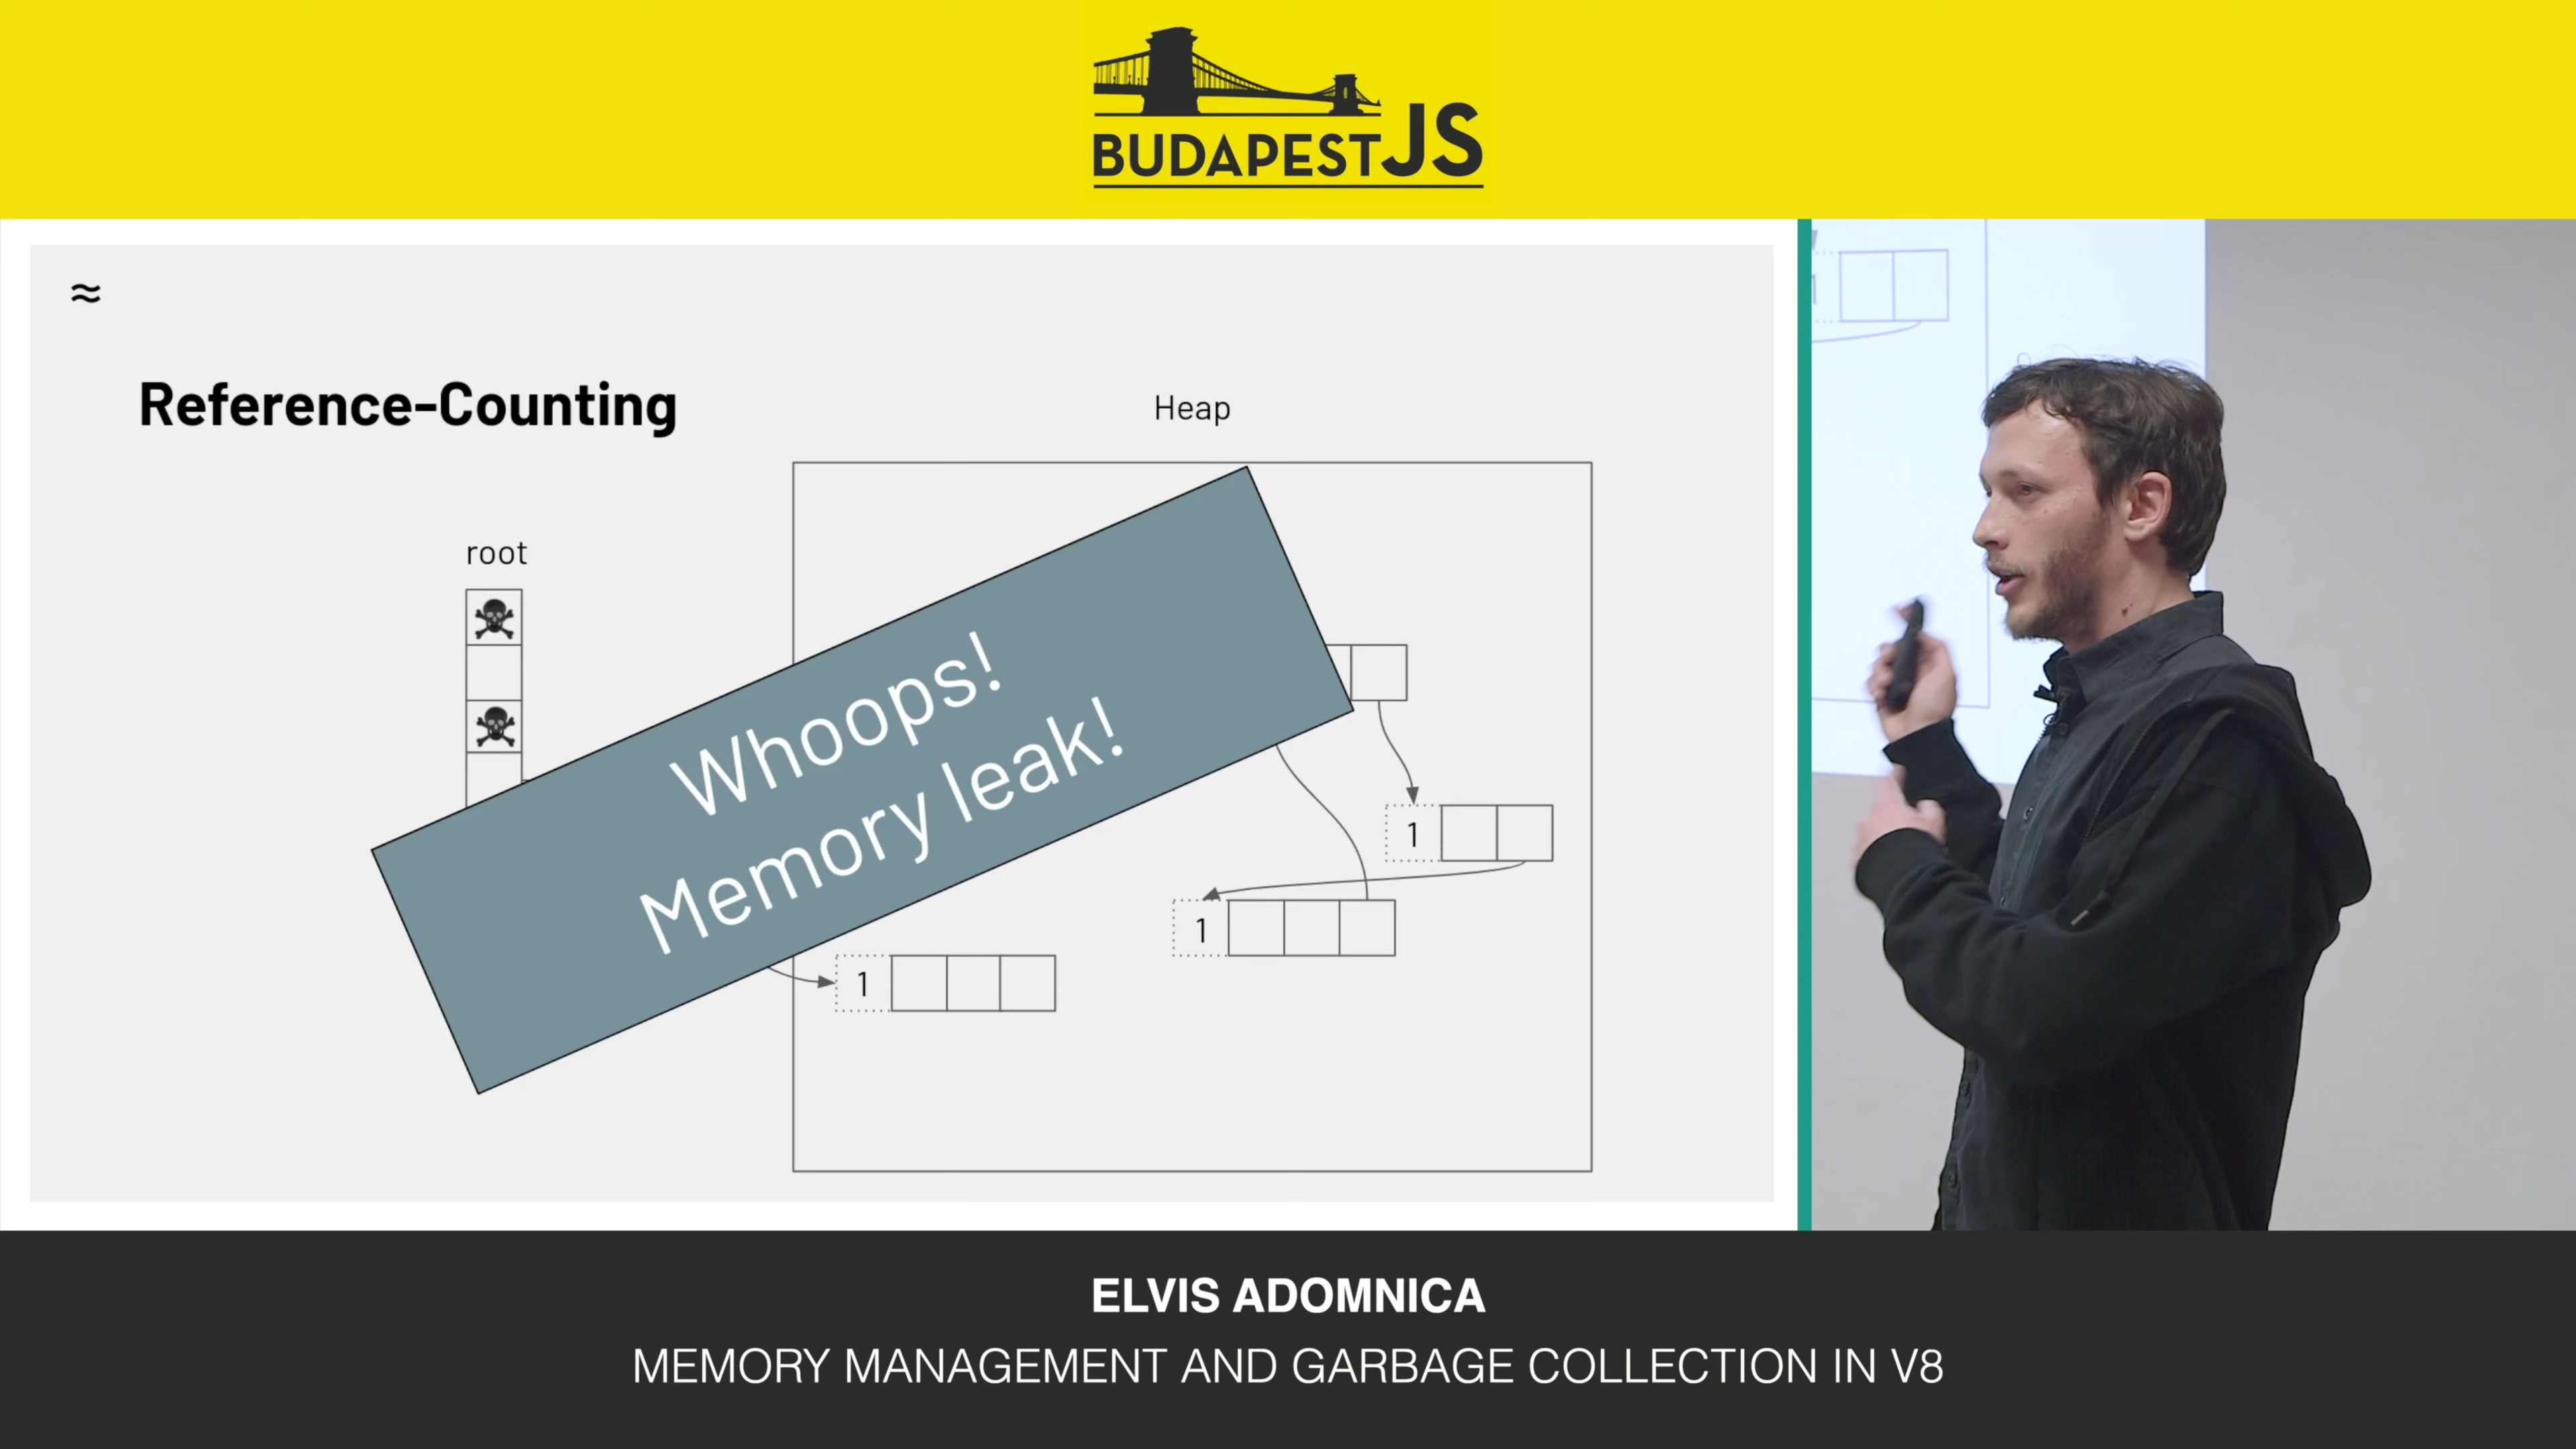 BUDAPESTJS
≈
Reference-Counting
Heap
root
Whoops!
Memory leak!
1
1
1
ELVIS ADOMNICA
MEMORY MANAGEMENT AND GARBAGE COLLECTION IN V8